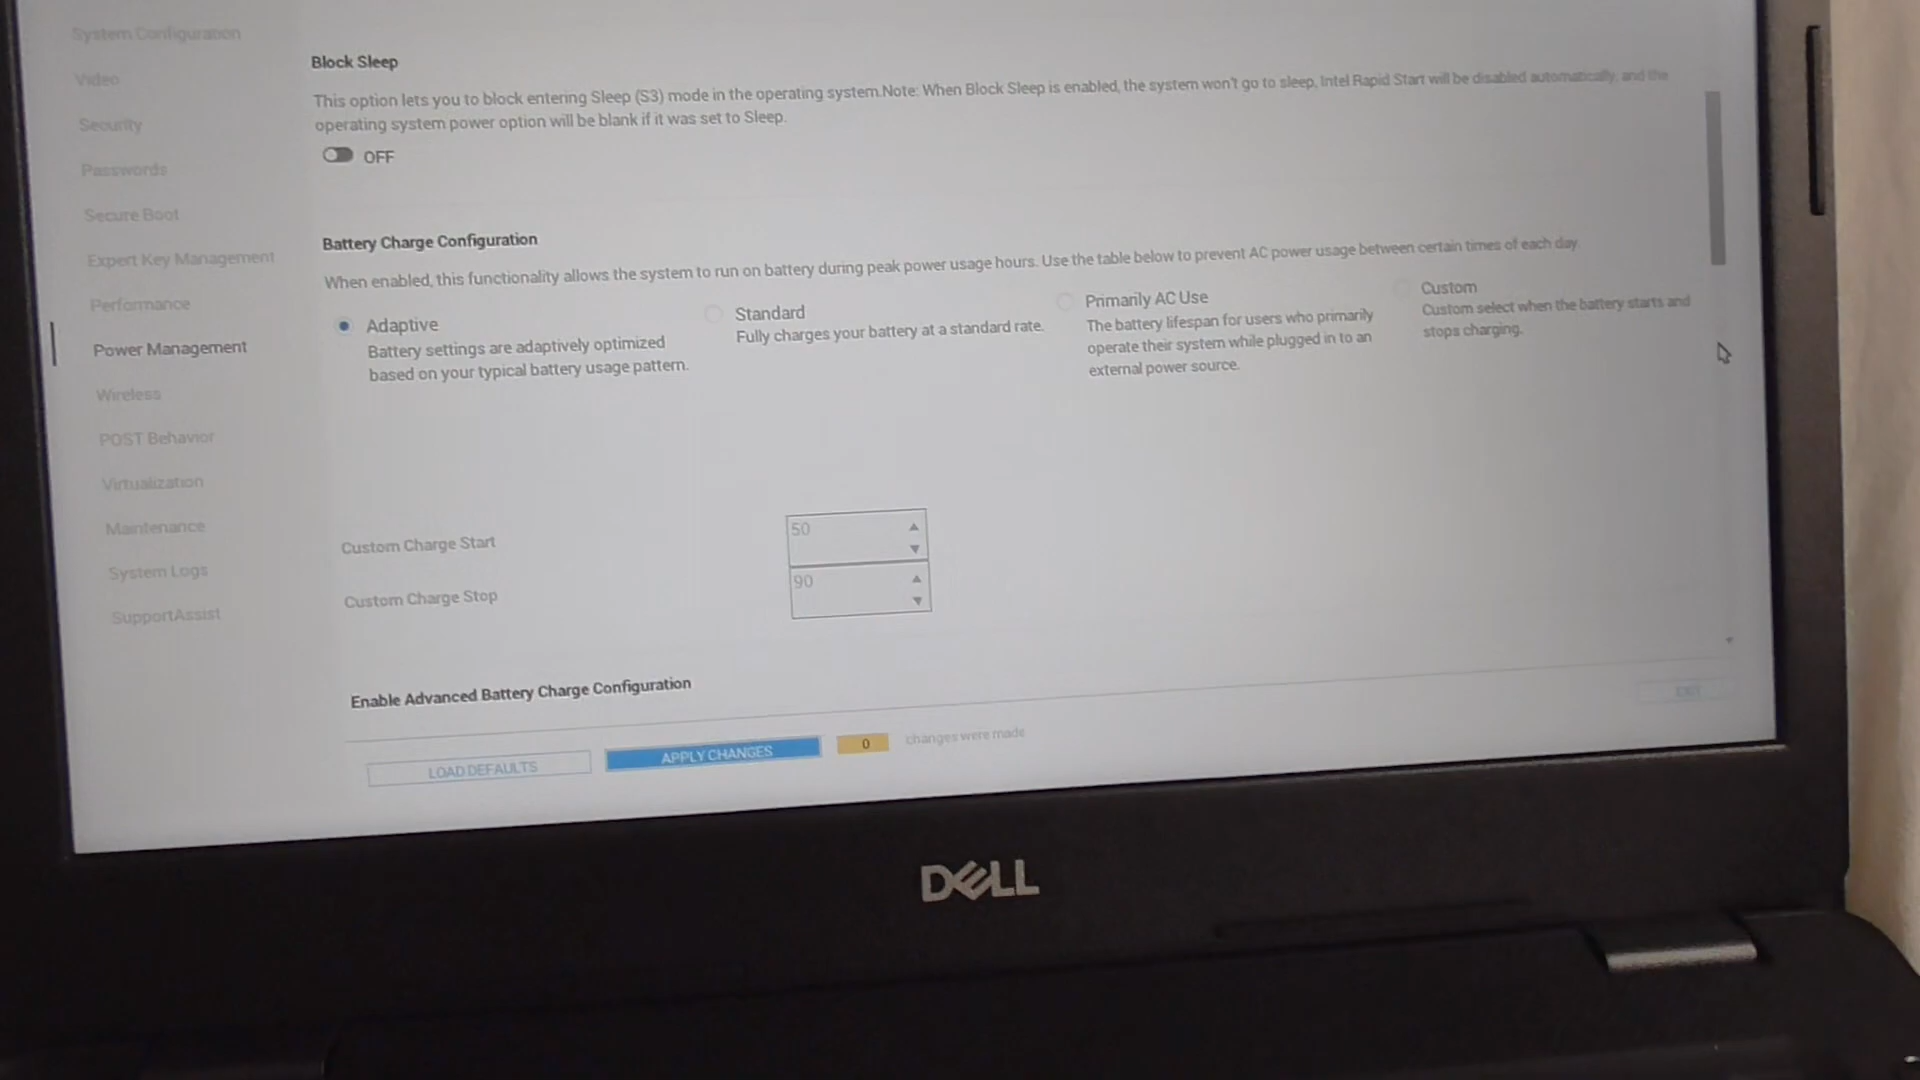 System Configuration
Video
Security
Passwords
Secure Boot
Expert Key Management
Performance
Power Management
Wireless
POST Behavior
Virtualization
Maintenance
System Logs
SupportAssist
Block Sleep
This option lets you to block entering Sleep (S3) mode in the operating system.Note: When Block Sleep is enabled, the system won't go to sleep, Intel Rapid Start will be disabled automatically, and the
operating system power option will be blank if it was set to Sleep.
OFF
Battery Charge Configuration
When enabled, this functionality allows the system to run on battery during peak power usage hours. Use the table below to prevent AC power usage between certain times of each day.
Adaptive
Battery settings are adaptively optimized
based on your typical battery usage pattern.
Standard
Fully charges your battery at a standard rate.
Primarily AC Use
The battery lifespan for users who primarily
operate their system while plugged in to an
external power source.
Custom
Custom select when the battery starts and
stops charging.
Custom Charge Start
50
Custom Charge Stop
90
Enable Advanced Battery Charge Configuration
LOAD DEFAULTS
APPLY CHANGES
0
changes were made
EXIT
DELL